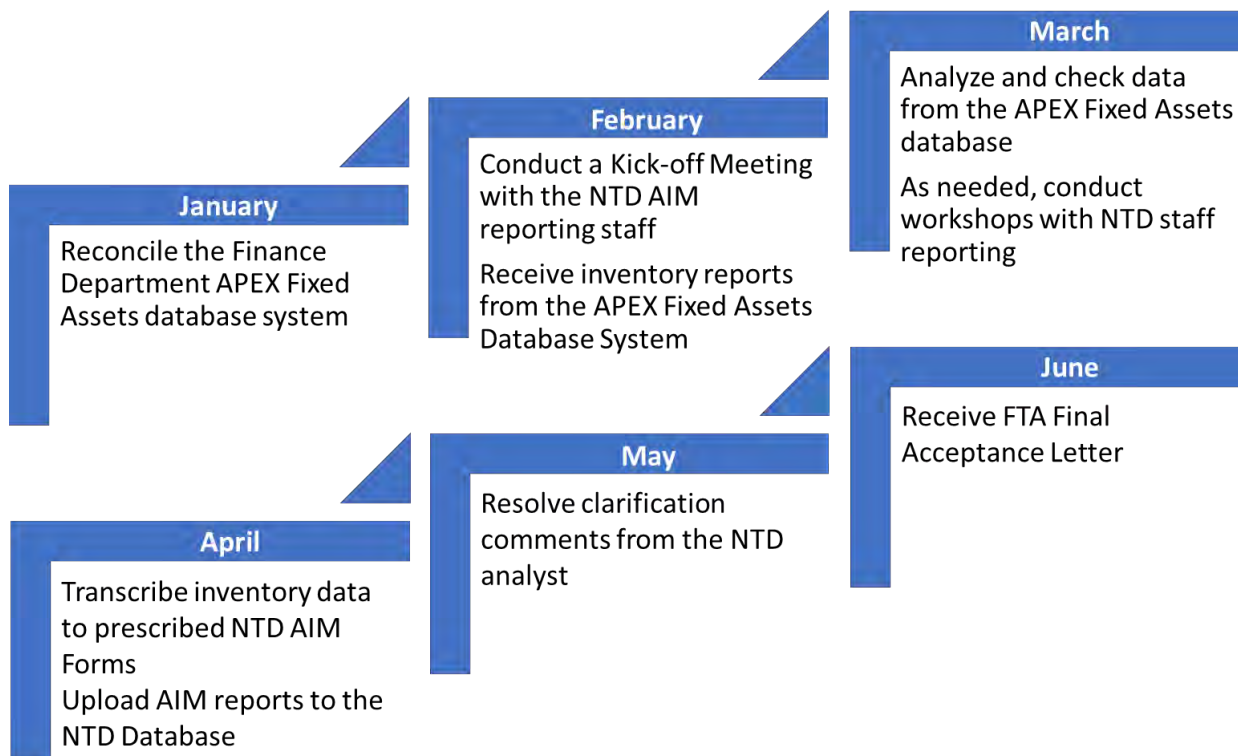 January
Reconcile the Finance
Department APEX Fixed
Assets database system
February
Conduct a Kick-off Meeting
with the NTD AIM
reporting staff
Receive inventory reports
from the APEX Fixed Assets
Database System
March
Analyze and check data
from the APEX Fixed Assets
database
As needed, conduct
workshops with NTD staff
reporting
April
Transcribe inventory data
to prescribed NTD AIM
Forms
Upload AIM reports to the
NTD Database
May
Resolve clarification
comments from the NTD
analyst
June
Receive FTA Final
Acceptance Letter